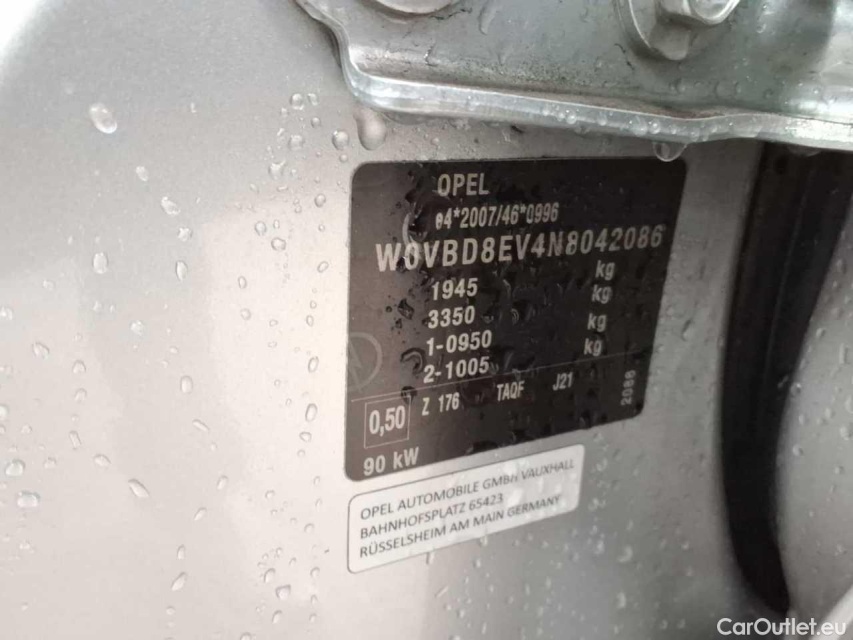 OPEL
e4*2007/46*0996
W0VBD8EV4N8042086
1945 kg
3350 kg
1-0950 kg
2-1005 kg
0,50 Z 176 TAQF J21 2086
90 kW
OPEL AUTOMOBILE GMBH VAUXHALL
BAHNHOFSPLATZ 65423
RÜSSELSHEIM AM MAIN GERMANY
CarOutlet.eu